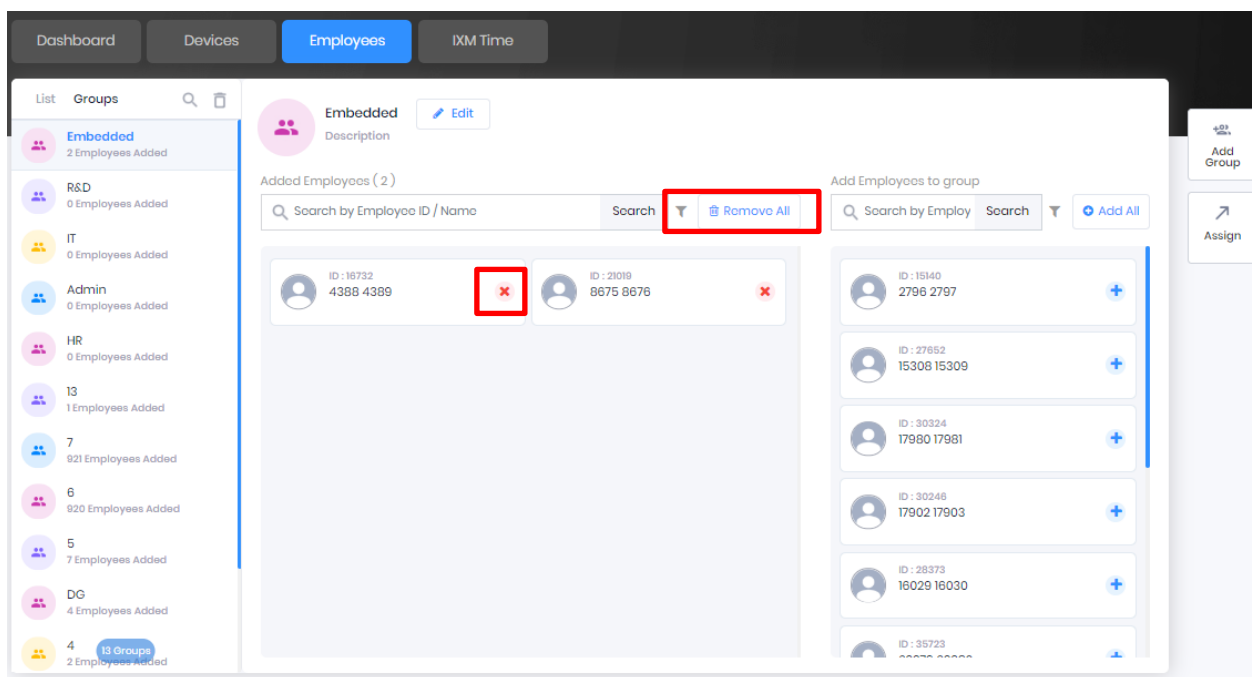 Dashboard Devices Employees IXM Time
List Groups
Embedded
2 Employees Added
R&D
0 Employees Added
IT
0 Employees Added
Admin
0 Employees Added
HR
0 Employees Added
13
1 Employees Added
7
921 Employees Added
6
920 Employees Added
5
7 Employees Added
DG
4 Employees Added
4
13 Groups
2 Employees Added
Embedded Edit
Description
Added Employees ( 2 )
Search by Employee ID / Name Search Remove All
ID : 16732
4388 4389
ID : 21019
8675 8676
Add Employees to group
Search by Employ Search Add All
ID : 15140
2796 2797
ID : 27652
15308 15309
ID : 30324
17980 17981
ID : 30246
17902 17903
ID : 28373
16029 16030
ID : 35723
Add
Group
Assign